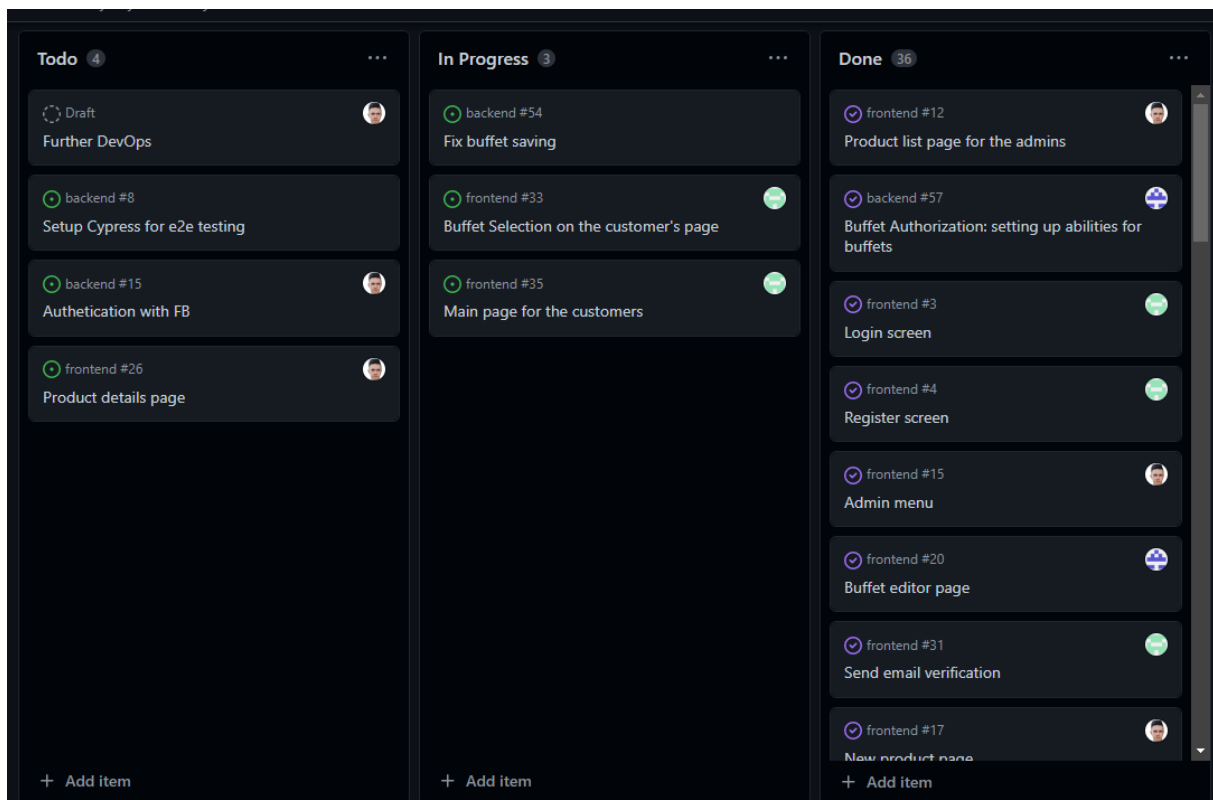 Todo 4
Draft
Further DevOps
backend #8
Setup Cypress for e2e testing
backend #15
Authetication with FB
frontend #26
Product details page
+ Add item
In Progress 3
backend #54
Fix buffet saving
frontend #33
Buffet Selection on the customer's page
frontend #35
Main page for the customers
+ Add item
Done 36
frontend #12
Product list page for the admins
backend #57
Buffet Authorization: setting up abilities for
buffets
frontend #3
Login screen
frontend #4
Register screen
frontend #15
Admin menu
frontend #20
Buffet editor page
frontend #31
Send email verification
frontend #17
New product page
+ Add item